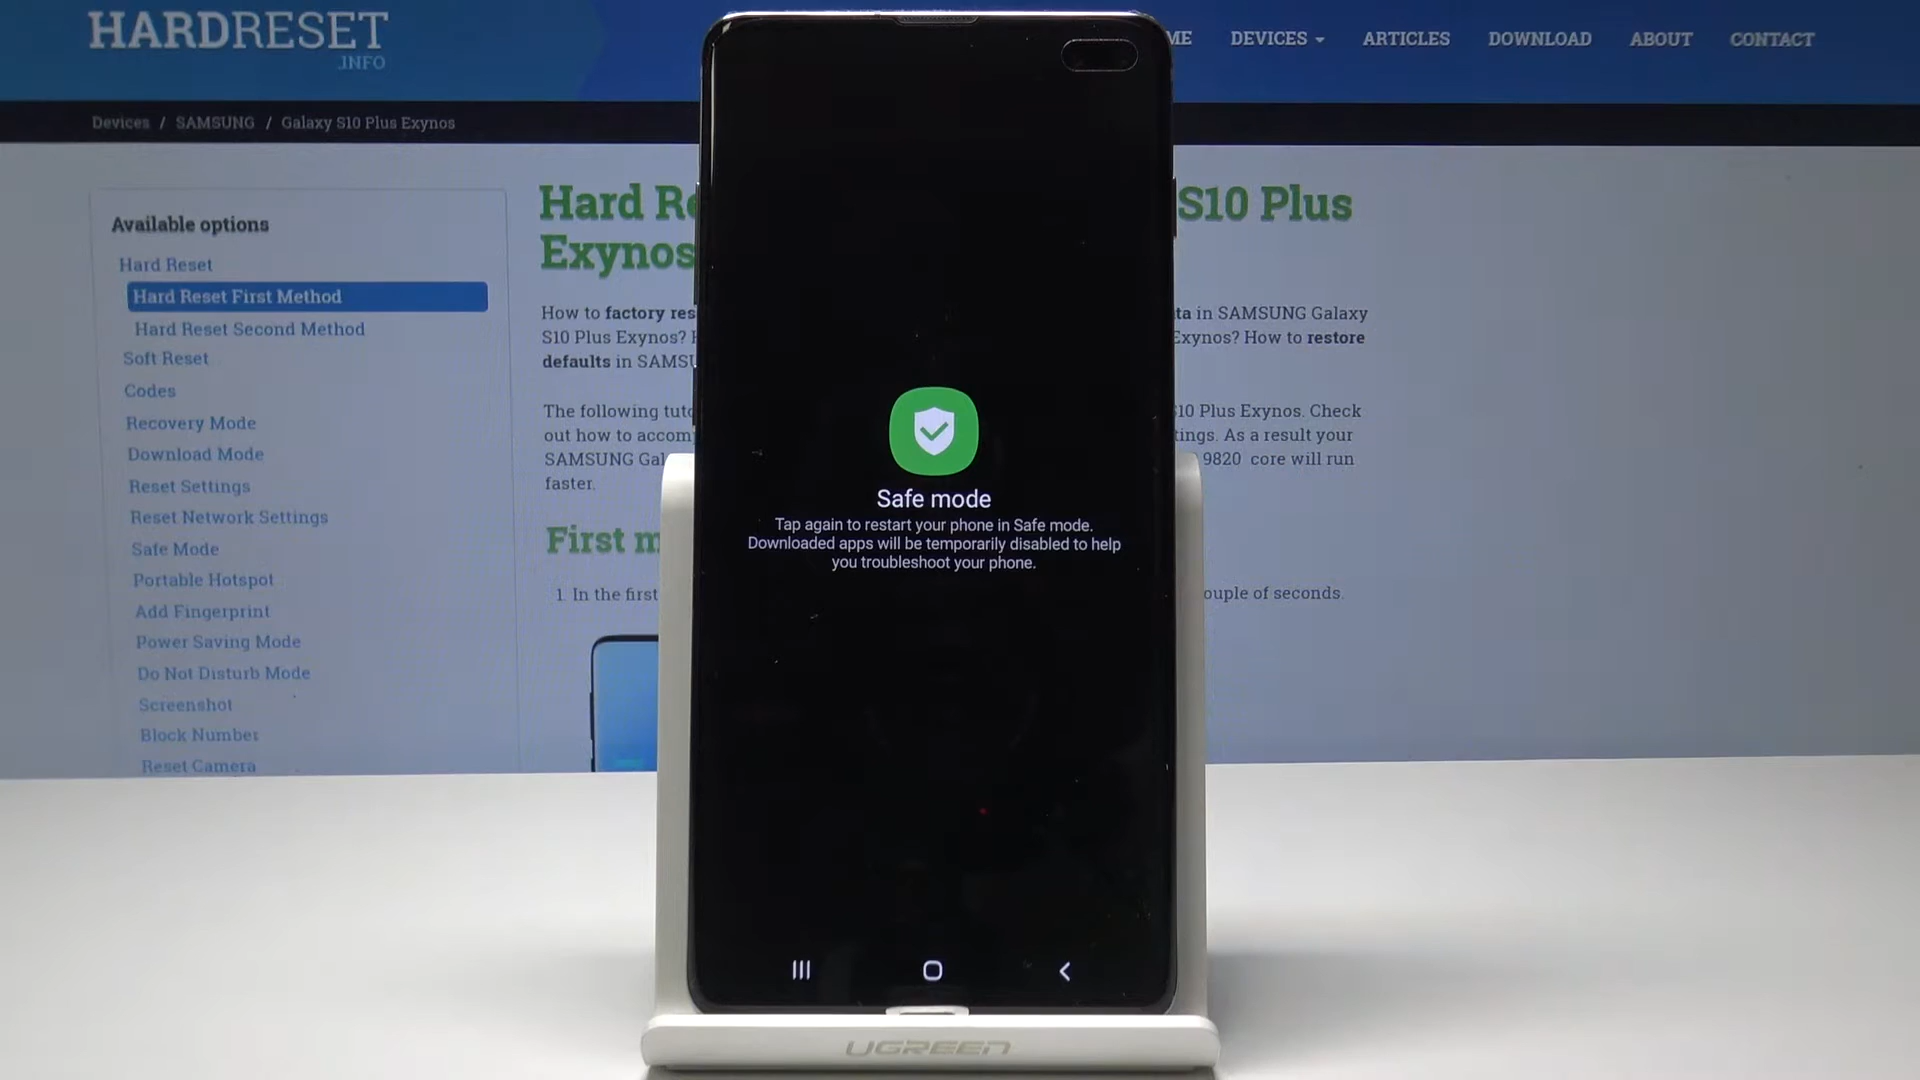 HARDRESET
.INFO
ME DEVICES ARTICLES DOWNLOAD ABOUT CONTACT
Devices / SAMSUNG / Galaxy S10 Plus Exynos
Available options
Hard Reset
Hard Reset First Method
Hard Reset Second Method
Soft Reset
Codes
Recovery Mode
Download Mode
Reset Settings
Reset Network Settings
Safe Mode
Portable Hotspot
Add Fingerprint
Power Saving Mode
Do Not Disturb Mode
Screenshot
Block Number
Reset Camera
Hard Re S10 Plus
Exynos
How to factory res ta in SAMSUNG Galaxy
S10 Plus Exynos? Exynos? How to restore
defaults in SAMSU
The following tuto S10 Plus Exynos. Check
out how to accom tings. As a result your
SAMSUNG Gal 9820 core will run
faster.
First m
1. In the first ouple of seconds.
Safe mode
Tap again to restart your phone in Safe mode.
Downloaded apps will be temporarily disabled to help
you troubleshoot your phone.
UGREEN